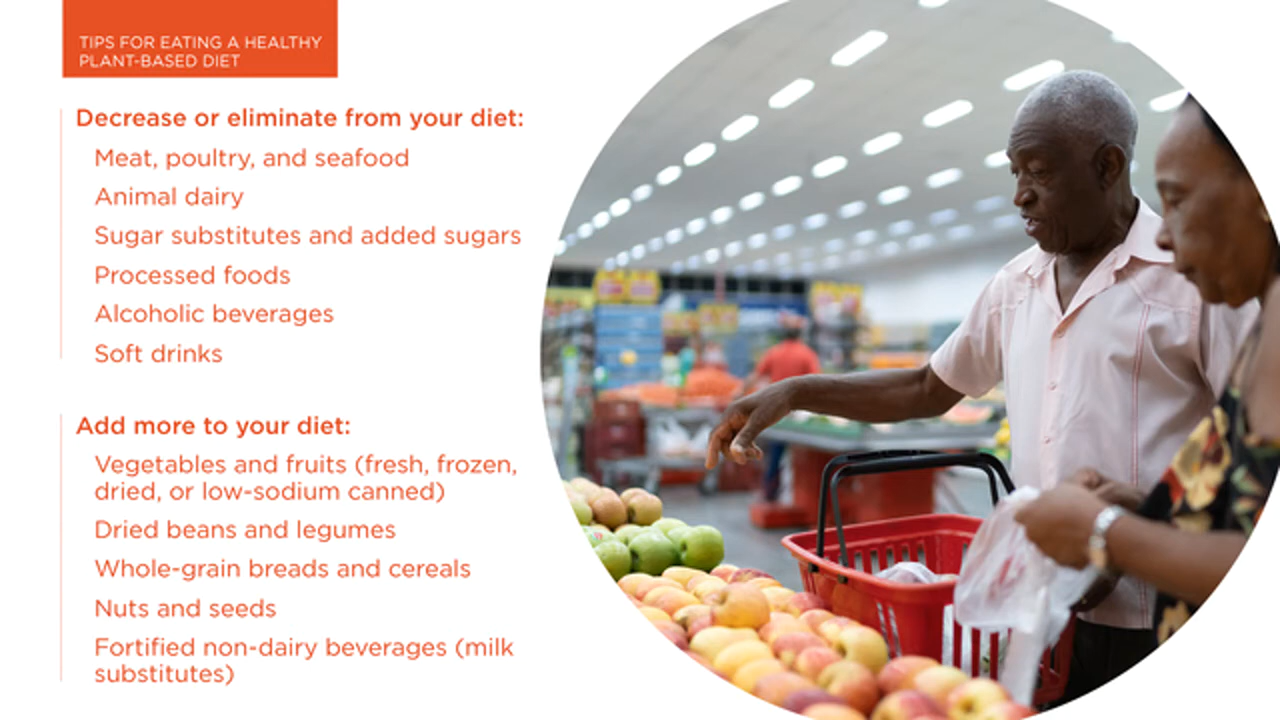 TIPS FOR EATING A HEALTHY
PLANT-BASED DIET
Decrease or eliminate from your diet:
Meat, poultry, and seafood
Animal dairy
Sugar substitutes and added sugars
Processed foods
Alcoholic beverages
Soft drinks
Add more to your diet:
Vegetables and fruits (fresh, frozen,
dried, or low-sodium canned)
Dried beans and legumes
Whole-grain breads and cereals
Nuts and seeds
Fortified non-dairy beverages (milk
substitutes)